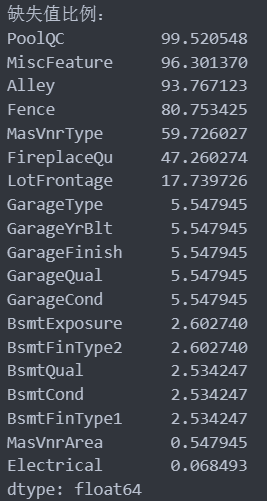 缺失值比例:
PoolQC 99.520548
MiscFeature 96.301370
Alley 93.767123
Fence 80.753425
MasVnrType 59.726027
FireplaceQu 47.260274
LotFrontage 17.739726
GarageType 5.547945
GarageYrBlt 5.547945
GarageFinish 5.547945
GarageQual 5.547945
GarageCond 5.547945
BsmtExposure 2.602740
BsmtFinType2 2.602740
BsmtQual 2.534247
BsmtCond 2.534247
BsmtFinType1 2.534247
MasVnrArea 0.547945
Electrical 0.068493
dtype: float64